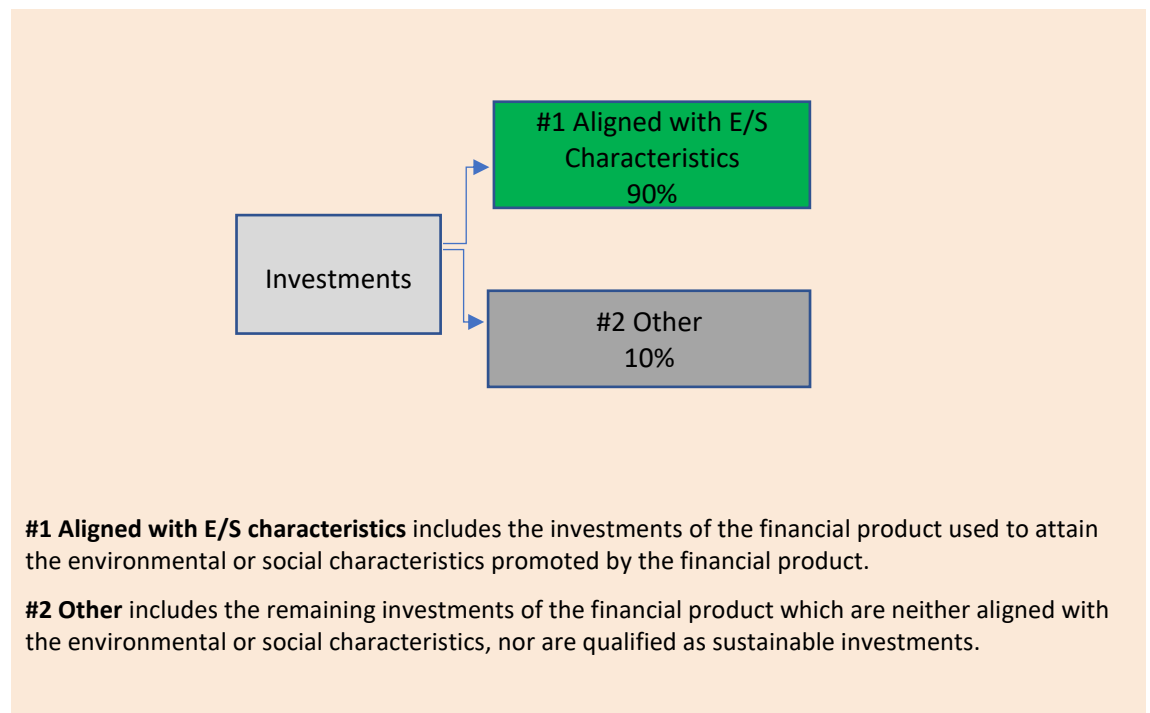 #1 Aligned with E/S
Characteristics
90%
Investments
#2 Other
10%
#1 Aligned with E/S characteristics includes the investments of the financial product used to attain
the environmental or social characteristics promoted by the financial product.
#2 Other includes the remaining investments of the financial product which are neither aligned with
the environmental or social characteristics, nor are qualified as sustainable investments.